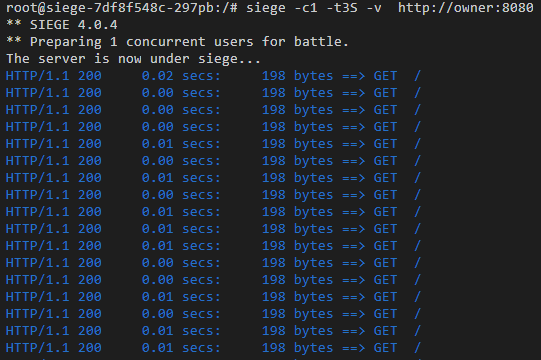 root@siege-7df8f548c-297pb:/# siege -c1 -t3S -v  http://owner:8080
** SIEGE 4.0.4
** Preparing 1 concurrent users for battle.
The server is now under siege...
HTTP/1.1 200     0.02 secs:     198 bytes ==> GET  /
HTTP/1.1 200     0.00 secs:     198 bytes ==> GET  /
HTTP/1.1 200     0.00 secs:     198 bytes ==> GET  /
HTTP/1.1 200     0.00 secs:     198 bytes ==> GET  /
HTTP/1.1 200     0.01 secs:     198 bytes ==> GET  /
HTTP/1.1 200     0.01 secs:     198 bytes ==> GET  /
HTTP/1.1 200     0.00 secs:     198 bytes ==> GET  /
HTTP/1.1 200     0.00 secs:     198 bytes ==> GET  /
HTTP/1.1 200     0.01 secs:     198 bytes ==> GET  /
HTTP/1.1 200     0.01 secs:     198 bytes ==> GET  /
HTTP/1.1 200     0.01 secs:     198 bytes ==> GET  /
HTTP/1.1 200     0.00 secs:     198 bytes ==> GET  /
HTTP/1.1 200     0.01 secs:     198 bytes ==> GET  /
HTTP/1.1 200     0.01 secs:     198 bytes ==> GET  /
HTTP/1.1 200     0.00 secs:     198 bytes ==> GET  /
HTTP/1.1 200     0.01 secs:     198 bytes ==> GET  /
HTTP/1.1 200     0.01 secs:     198 bytes ==> GET  /